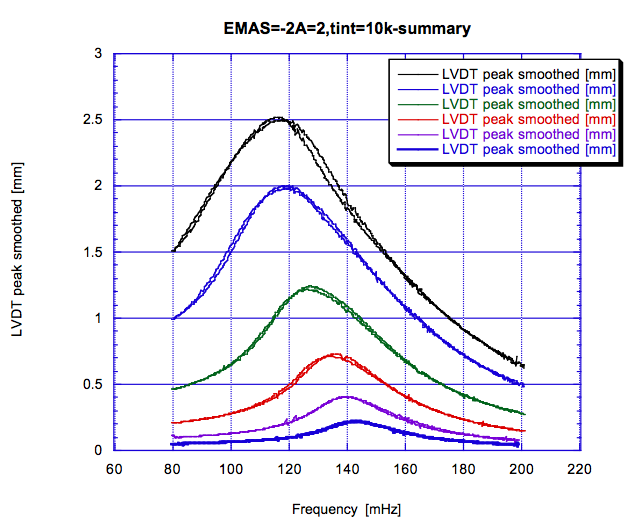 EMAS=-2A=2,tint=10k-summary
3
2.5
2
1.5
1
0.5
0
LVDT peak smoothed [mm]
LVDT peak smoothed [mm]
LVDT peak smoothed [mm]
LVDT peak smoothed [mm]
LVDT peak smoothed [mm]
LVDT peak smoothed [mm]
LVDT peak smoothed [mm]
60 80 100 120 140 160 180 200 220
Frequency [mHz]